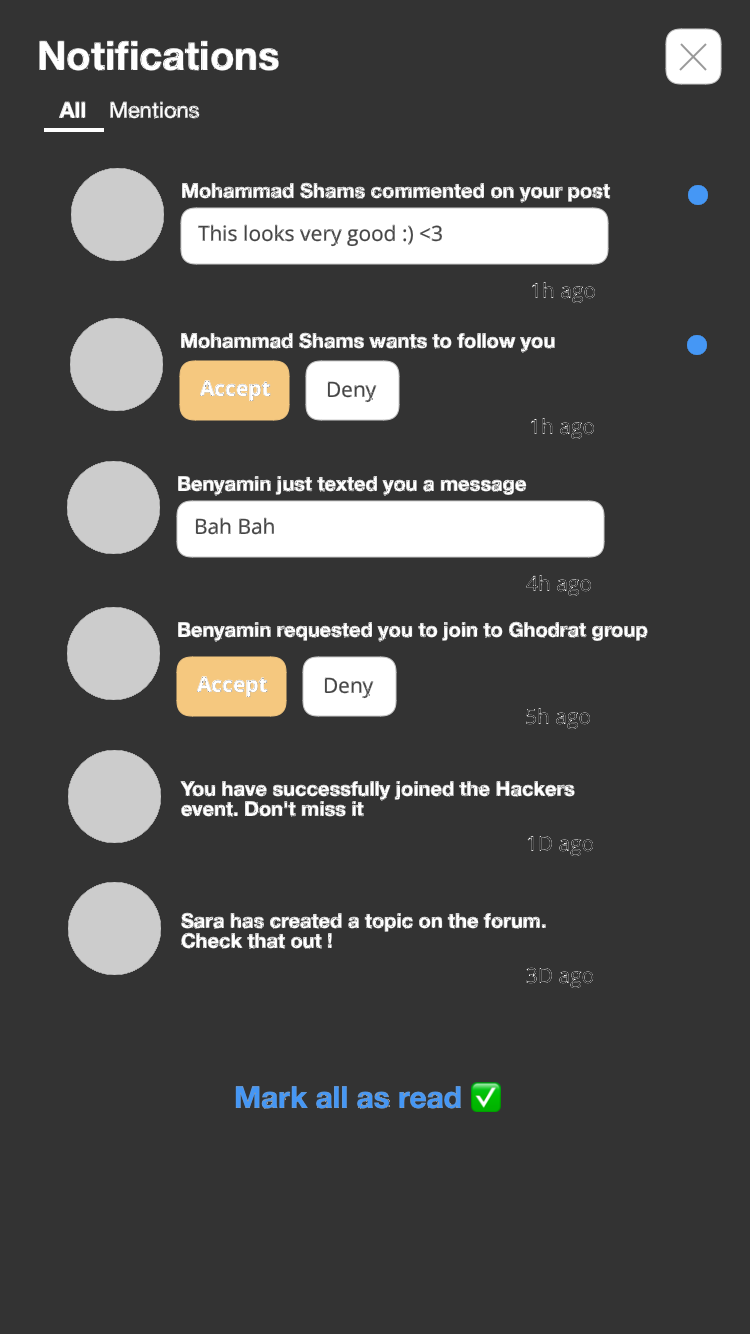 Notifications
All Mentions
Mohammad Shams commented on your post
This looks very good :) <3
1h ago
Mohammad Shams wants to follow you
Accept Deny
1h ago
Benyamin just texted you a message
Bah Bah
4h ago
Benyamin requested you to join to Ghodrat group
Accept Deny
5h ago
You have successfully joined the Hackers
event. Don't miss it
1D ago
Sara has created a topic on the forum.
Check that out !
3D ago
Mark all as read ✅